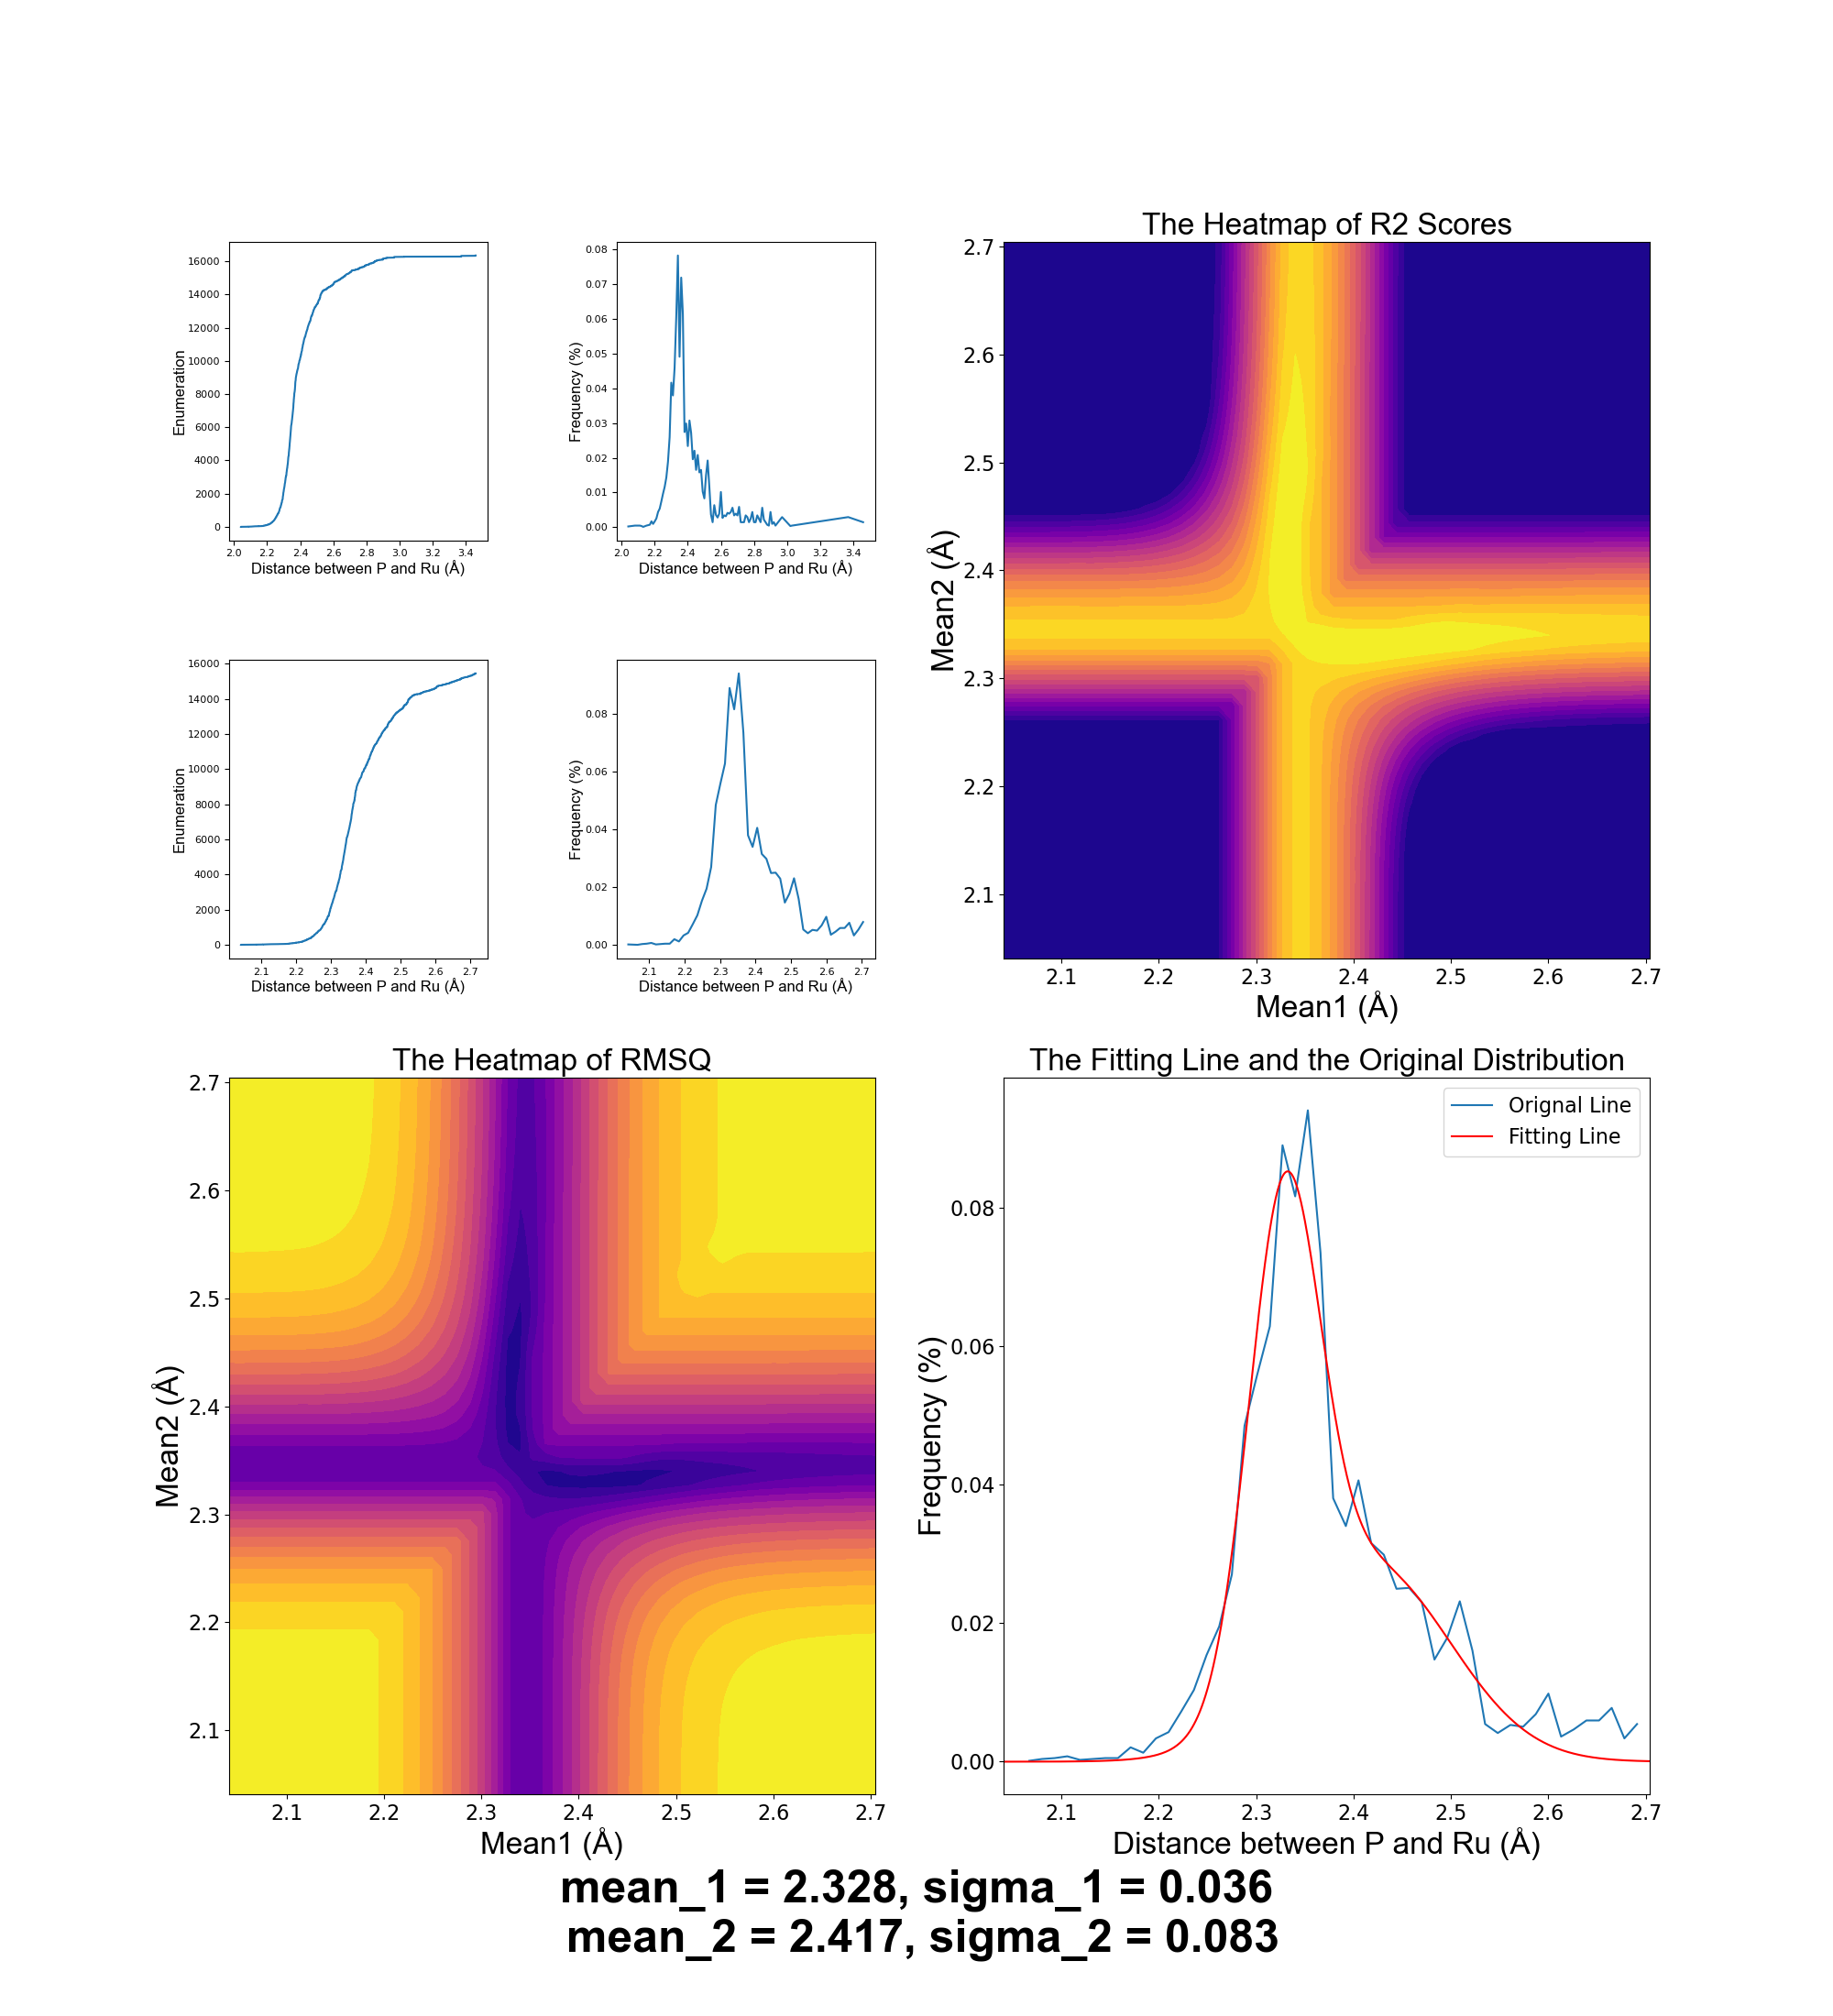 16000
14000
12000
10000
8000
6000
4000
2000
0
Enumeration
2.0 2.2 2.4 2.6 2.8 3.0 3.2 3.4
Distance between P and Ru (Å)
0.08
0.07
0.06
0.05
0.04
0.03
0.02
0.01
0.00
Frequency (%)
2.0 2.2 2.4 2.6 2.8 3.0 3.2 3.4
Distance between P and Ru (Å)
The Heatmap of R2 Scores
2.7
2.6
2.5
2.4
2.3
2.2
2.1
Mean2 (Å)
2.1 2.2 2.3 2.4 2.5 2.6 2.7
Mean1 (Å)
16000
14000
12000
10000
8000
6000
4000
2000
0
Enumeration
2.1 2.2 2.3 2.4 2.5 2.6 2.7
Distance between P and Ru (Å)
0.08
0.06
0.04
0.02
0.00
Frequency (%)
2.1 2.2 2.3 2.4 2.5 2.6 2.7
Distance between P and Ru (Å)
The Heatmap of RMSQ
2.7
2.6
2.5
2.4
2.3
2.2
2.1
Mean2 (Å)
2.1 2.2 2.3 2.4 2.5 2.6 2.7
Mean1 (Å)
The Fitting Line and the Original Distribution
Orignal Line
Fitting Line
0.08
0.06
0.04
0.02
0.00
Frequency (%)
2.1 2.2 2.3 2.4 2.5 2.6 2.7
Distance between P and Ru (Å)
mean_1 = 2.328, sigma_1 = 0.036
mean_2 = 2.417, sigma_2 = 0.083